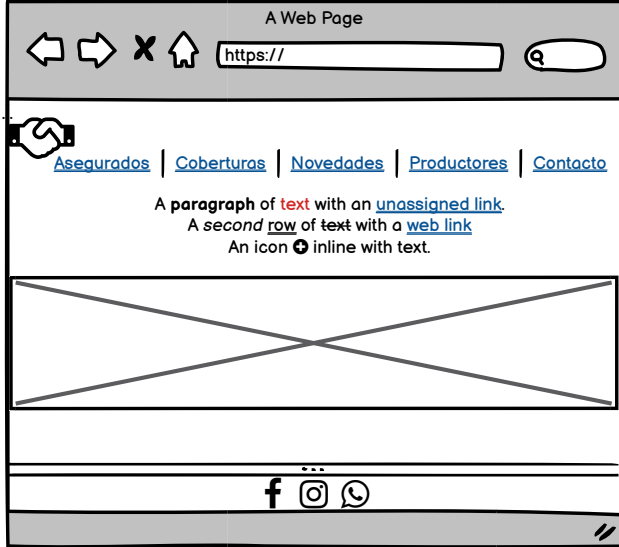 A Web Page
https://
Asegurados Coberturas Novedades Productores Contacto
A paragraph of text with an unassigned link.
A second row of text with a web link
An icon inline with text.